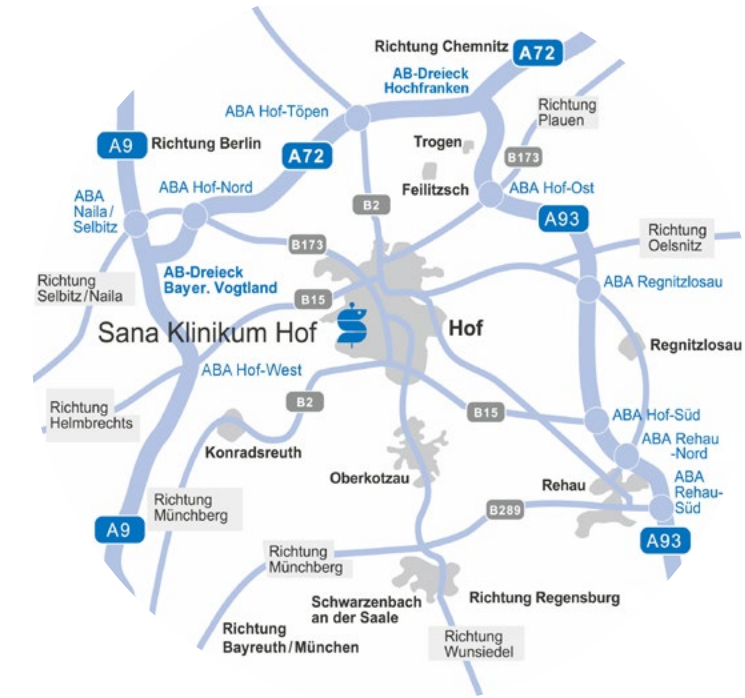 Richtung Chemnitz
A72
AB-Dreieck
Hochfranken
ABA Hof-Töpen
Richtung
Plauen
A9
Richtung Berlin
A72
Trogen
B173
Feilitzsch
ABA Hof-Nord
ABA Hof-Ost
ABA
Naila/
Selbitz
B2
A93
B173
Richtung
Oelsnitz
Richtung
Selbitz/Naila
AB-Dreieck
Bayer. Vogtland
ABA Regnitzlosau
B15
Sana Klinikum Hof
Hof
Regnitzlosau
ABA Hof-West
Richtung
Helmbrechts
B2
B15
ABA Hof-Süd
ABA Rehau
-Nord
Konradsreuth
Oberkotzau
Rehau
ABA
Rehau-
Süd
Richtung
Münchberg
B289
A9
A93
Richtung
Münchberg
Schwarzenbach
an der Saale
Richtung Regensburg
Richtung
Bayreuth/München
Richtung
Wunsiedel